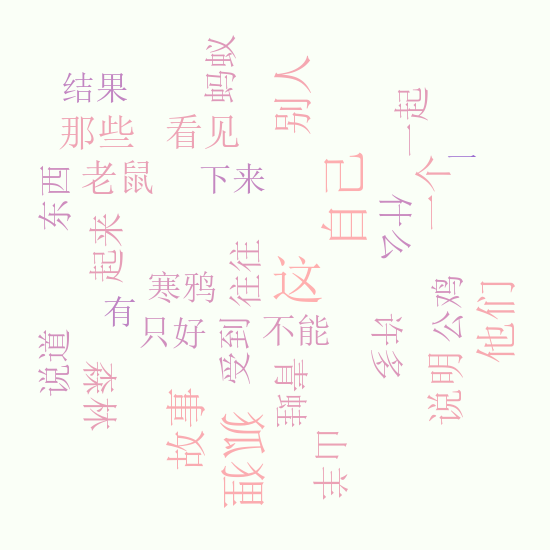 蚂蚁
别人
结果
一起
那些
看见
一
东西
老鼠
下来
自己
一个
什么
起来
寒鸦
往往
这
有
只好
受到
不能
许多
公鸡
他们
说道
森林
说明
故事
狐狸
山羊